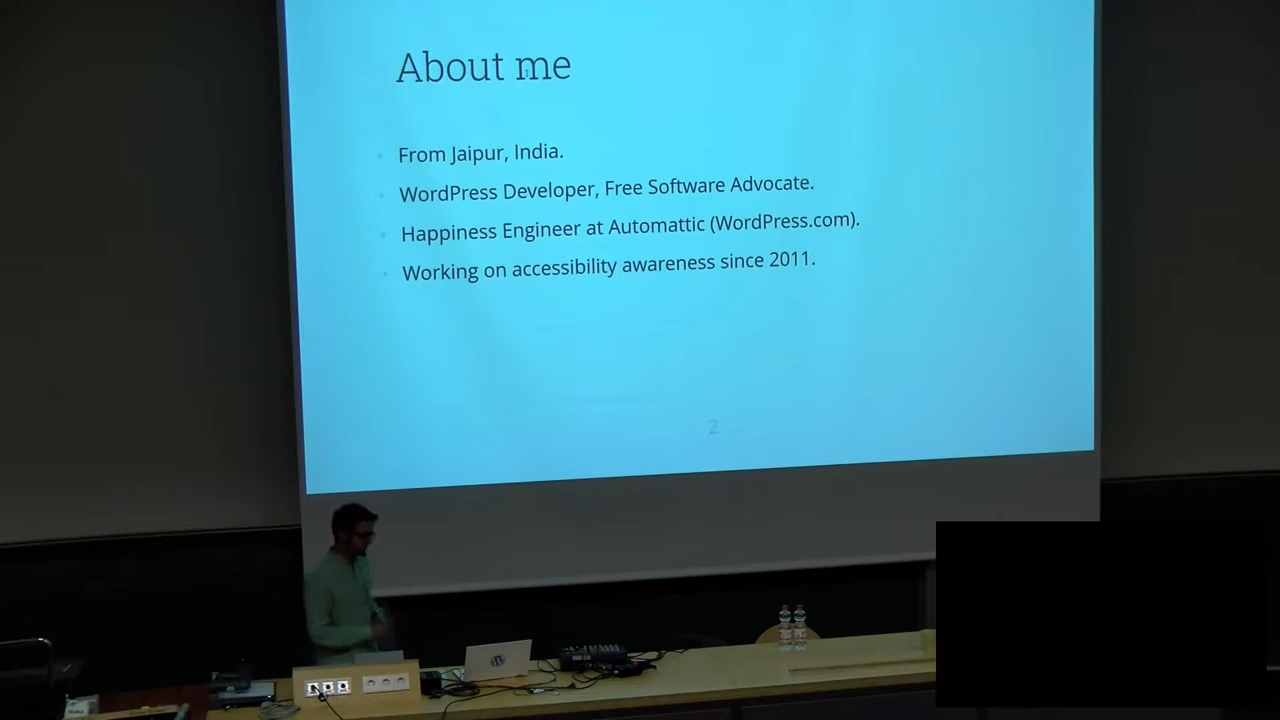 About me
From Jaipur, India.
WordPress Developer, Free Software Advocate.
Happiness Engineer at Automattic (WordPress.com).
Working on accessibility awareness since 2011.
2